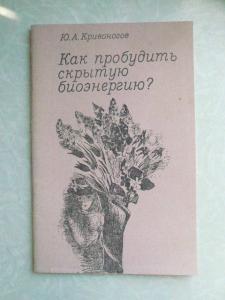 Ю.А. Кривоногов
Как пробудить
скрытую
биоэнергию?